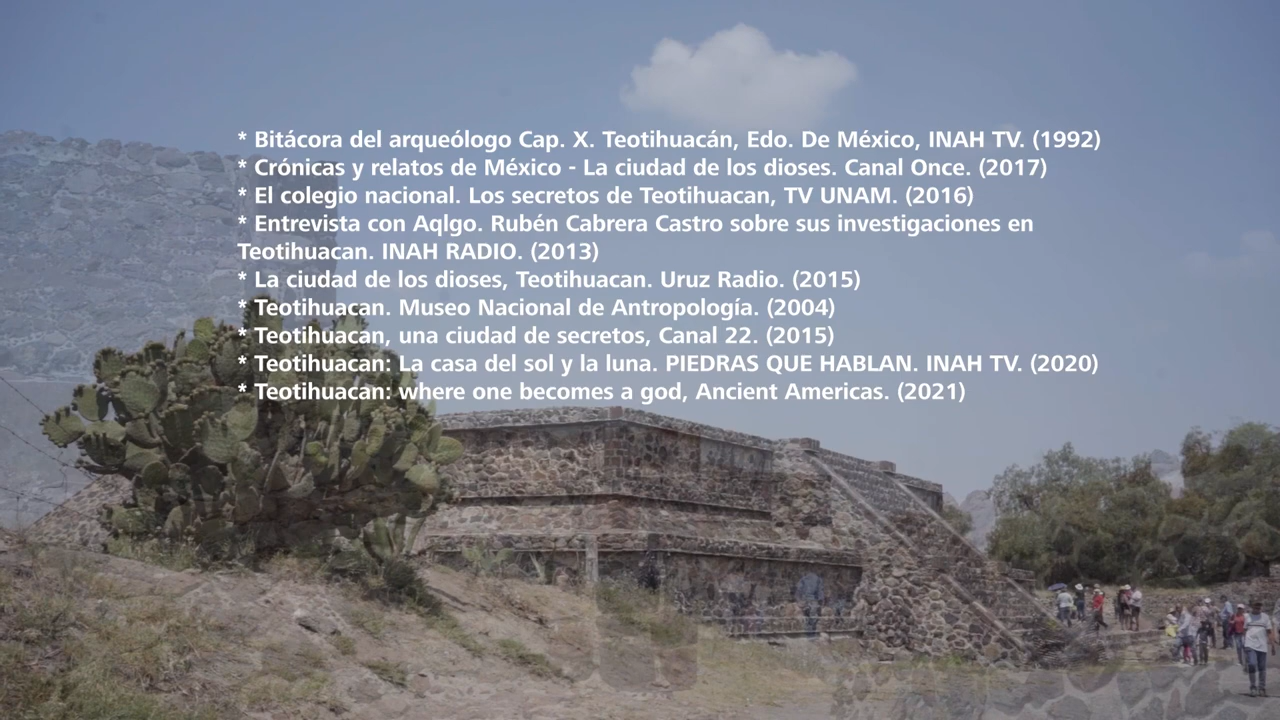 * Bitácora del arqueólogo Cap. X. Teotihuacán, Edo. De México, INAH TV. (1992)
* Crónicas y relatos de México - La ciudad de los dioses. Canal Once. (2017)
* El colegio nacional. Los secretos de Teotihuacan, TV UNAM. (2016)
* Entrevista con Aqlgo. Rubén Cabrera Castro sobre sus investigaciones en
Teotihuacan. INAH RADIO. (2013)
* La ciudad de los dioses, Teotihuacan. Uruz Radio. (2015)
* Teotihuacan. Museo Nacional de Antropología. (2004)
* Teotihuacan, una ciudad de secretos, Canal 22. (2015)
* Teotihuacan: La casa del sol y la luna. PIEDRAS QUE HABLAN. INAH TV. (2020)
* Teotihuacan: where one becomes a god, Ancient Americas. (2021)